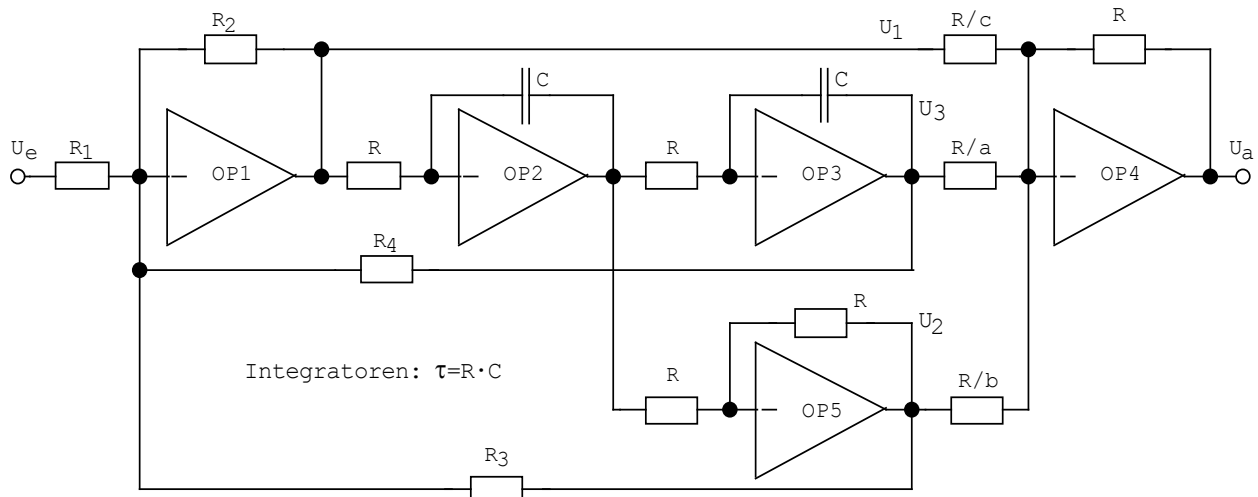 R2
U1
R/c
R
C
C
U3
Ue
R1
OP1
R
OP2
R
OP3
R/a
OP4
Ua
R4
R
U2
Integratoren: τ=R·C
R
OP5
R/b
R3